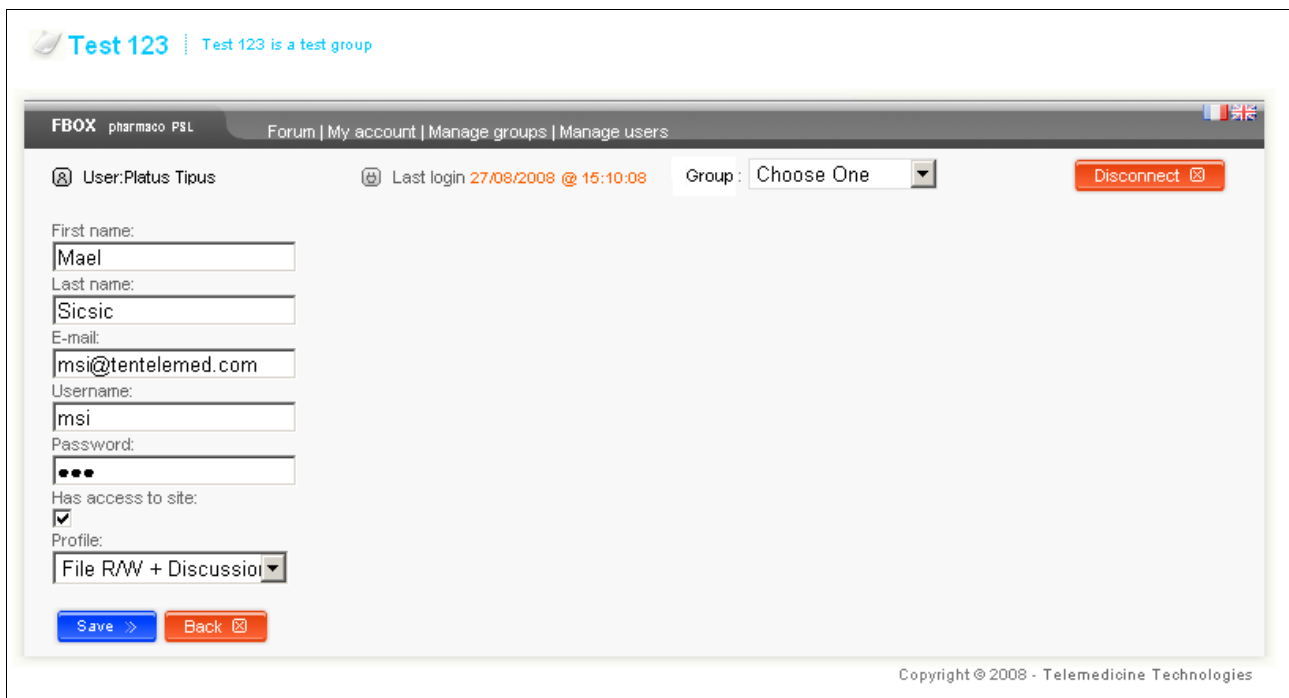 Test 123 Test 123 is a test group
FBOX pharmaco PSL Forum | My account | Manage groups | Manage users
User:Platus Tipus Last login 27/08/2008 @ 15:10:08 Group : Choose One Disconnect
First name:
Mael
Last name:
Sicsic
E-mail:
msi@tentelemed.com
Username:
msi
Password:
•••
Has access to site:
Profile:
File R/W + Discussion
Save Back
Copyright © 2008 - Telemedicine Technologies